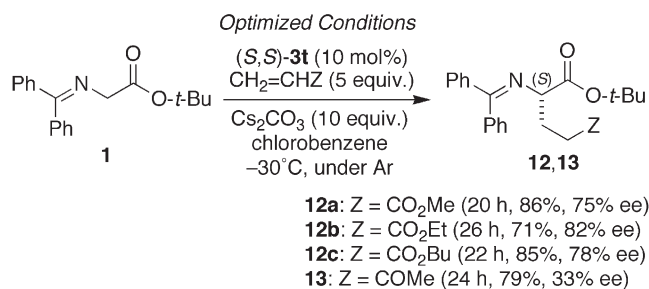 Optimized Conditions
(S,S)-3t (10 mol%)
CH₂=CHZ (5 equiv.)
Cs₂CO₃ (10 equiv.)
chlorobenzene
–30°C, under Ar
Ph N O
O-t-Bu
Ph
1
Ph N (S) O
O-t-Bu
Ph Z
12,13
12a: Z = CO₂Me (20 h, 86%, 75% ee)
12b: Z = CO₂Et (26 h, 71%, 82% ee)
12c: Z = CO₂Bu (22 h, 85%, 78% ee)
13: Z = COMe (24 h, 79%, 33% ee)